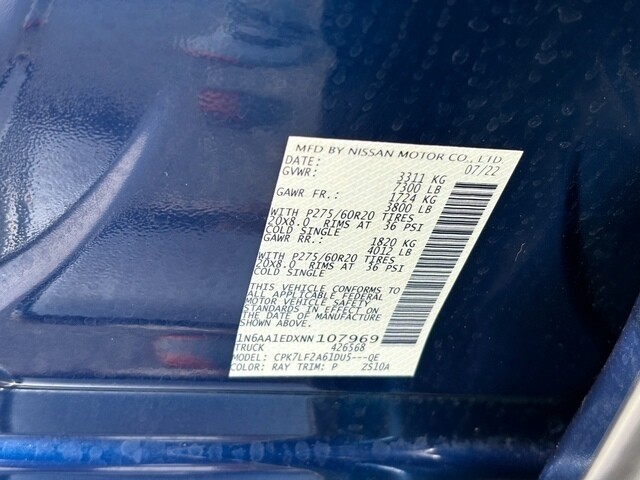 MFD BY NISSAN MOTOR CO., LTD.
DATE: 07/22
GVWR: 3311 KG
7300 LB
GAWR FR.: 1724 KG
3800 LB
WITH P275/60R20 TIRES
20X8.0 RIMS AT 36 PSI
COLD SINGLE
GAWR RR.: 1820 KG
4012 LB
WITH P275/60R20 TIRES
20X8.0 RIMS AT 36 PSI
COLD SINGLE
THIS VEHICLE CONFORMS TO
ALL APPLICABLE FEDERAL
MOTOR VEHICLE SAFETY
STANDARDS IN EFFECT ON
THE DATE OF MANUFACTURE
SHOWN ABOVE.
1N6AA1EDXNN107969
TRUCK 426568
MODEL: CPK7LF2A61DU5---QE
COLOR: RAY TRIM: P ZS10A